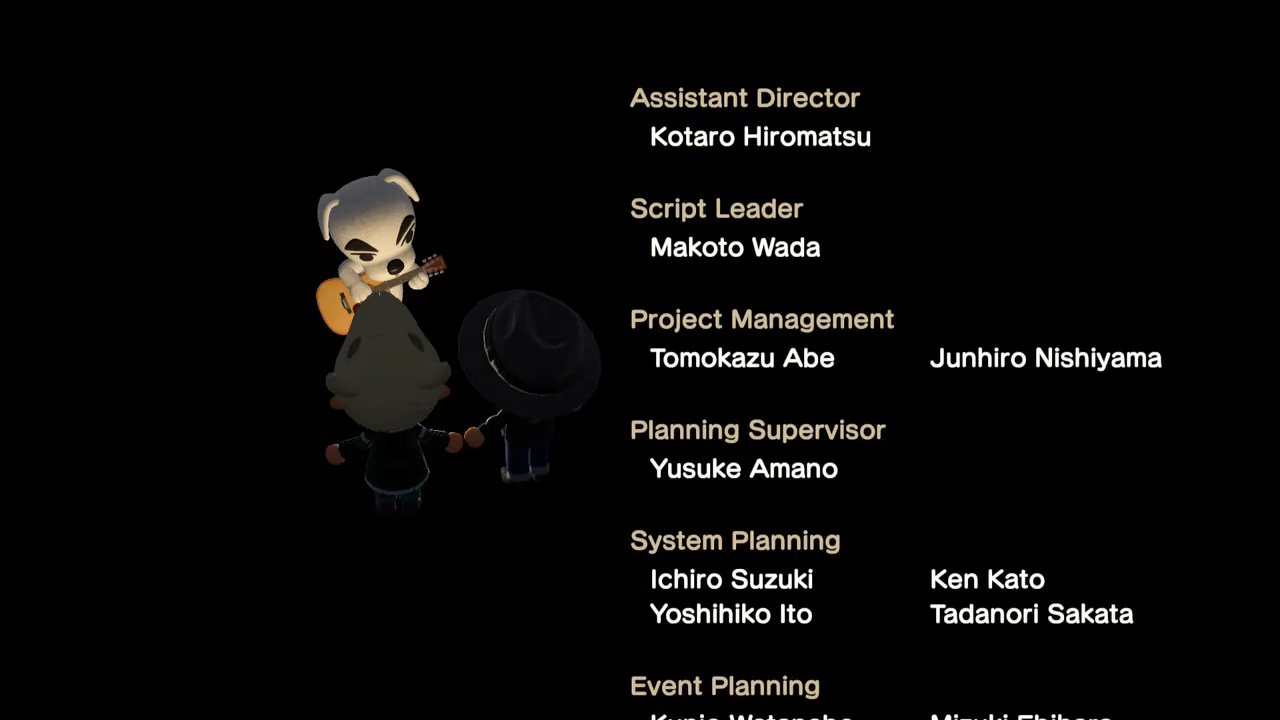 Assistant Director
Kotaro Hiromatsu
Script Leader
Makoto Wada
Project Management
Tomokazu Abe Junhiro Nishiyama
Planning Supervisor
Yusuke Amano
System Planning
Ichiro Suzuki Ken Kato
Yoshihiko Ito Tadanori Sakata
Event Planning